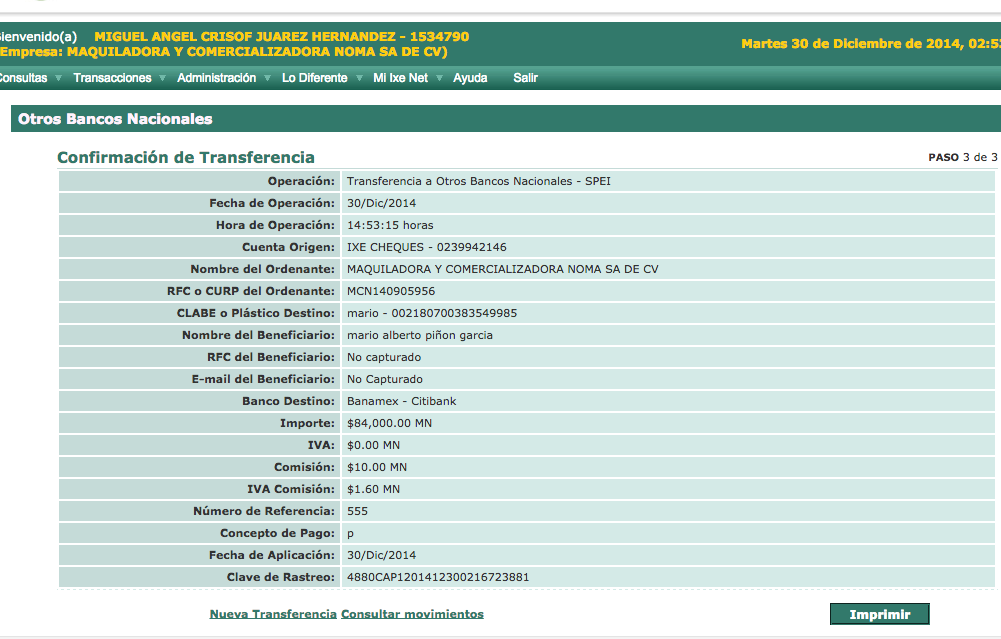 ienvenido(a) MIGUEL ANGEL CRISOF JUAREZ HERNANDEZ - 1534790
Empresa: MAQUILADORA Y COMERCIALIZADORA NOMA SA DE CV)
Martes 30 de Diciembre de 2014, 02:53
onsultas Transacciones Administración Lo Diferente Mi Ixe Net Ayuda Salir
Otros Bancos Nacionales
Confirmación de Transferencia
PASO 3 de 3
Operación: Transferencia a Otros Bancos Nacionales - SPEI
Fecha de Operación: 30/Dic/2014
Hora de Operación: 14:53:15 horas
Cuenta Origen: IXE CHEQUES - 0239942146
Nombre del Ordenante: MAQUILADORA Y COMERCIALIZADORA NOMA SA DE CV
RFC o CURP del Ordenante: MCN140905956
CLABE o Plástico Destino: mario - 002180700383549985
Nombre del Beneficiario: mario alberto piñon garcia
RFC del Beneficiario: No capturado
E-mail del Beneficiario: No Capturado
Banco Destino: Banamex - Citibank
Importe: $84,000.00 MN
IVA: $0.00 MN
Comisión: $10.00 MN
IVA Comisión: $1.60 MN
Número de Referencia: 555
Concepto de Pago: p
Fecha de Aplicación: 30/Dic/2014
Clave de Rastreo: 4880CAP1201412300216723881
Nueva Transferencia Consultar movimientos
Imprimir